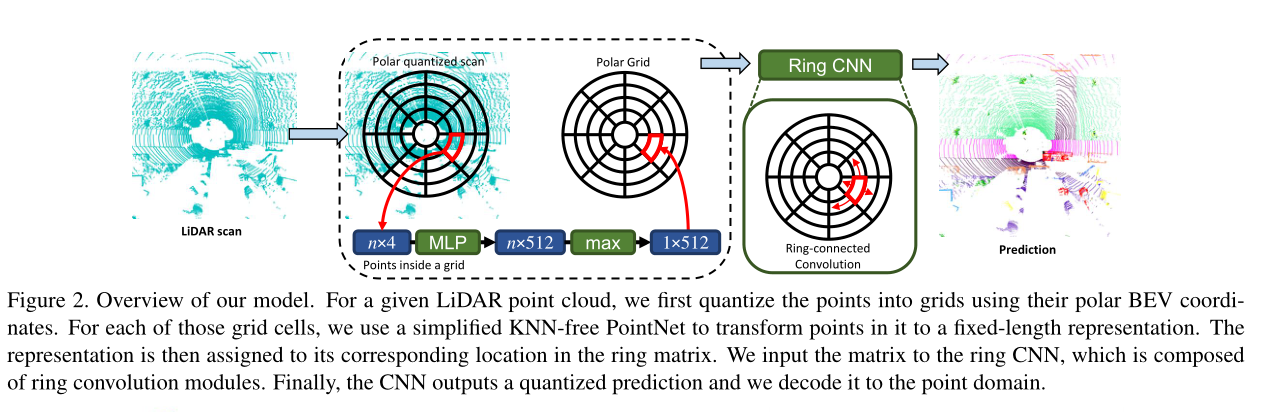 Polar quantized scan
Polar Grid
Ring CNN
LiDAR scan
n×4
MLP
n×512
max
1×512
Points inside a grid
Ring-connected
Convolution
Prediction
Figure 2. Overview of our model. For a given LiDAR point cloud, we first quantize the points into grids using their polar BEV coordi-
nates. For each of those grid cells, we use a simplified KNN-free PointNet to transform points in it to a fixed-length representation. The
representation is then assigned to its corresponding location in the ring matrix. We input the matrix to the ring CNN, which is composed
of ring convolution modules. Finally, the CNN outputs a quantized prediction and we decode it to the point domain.